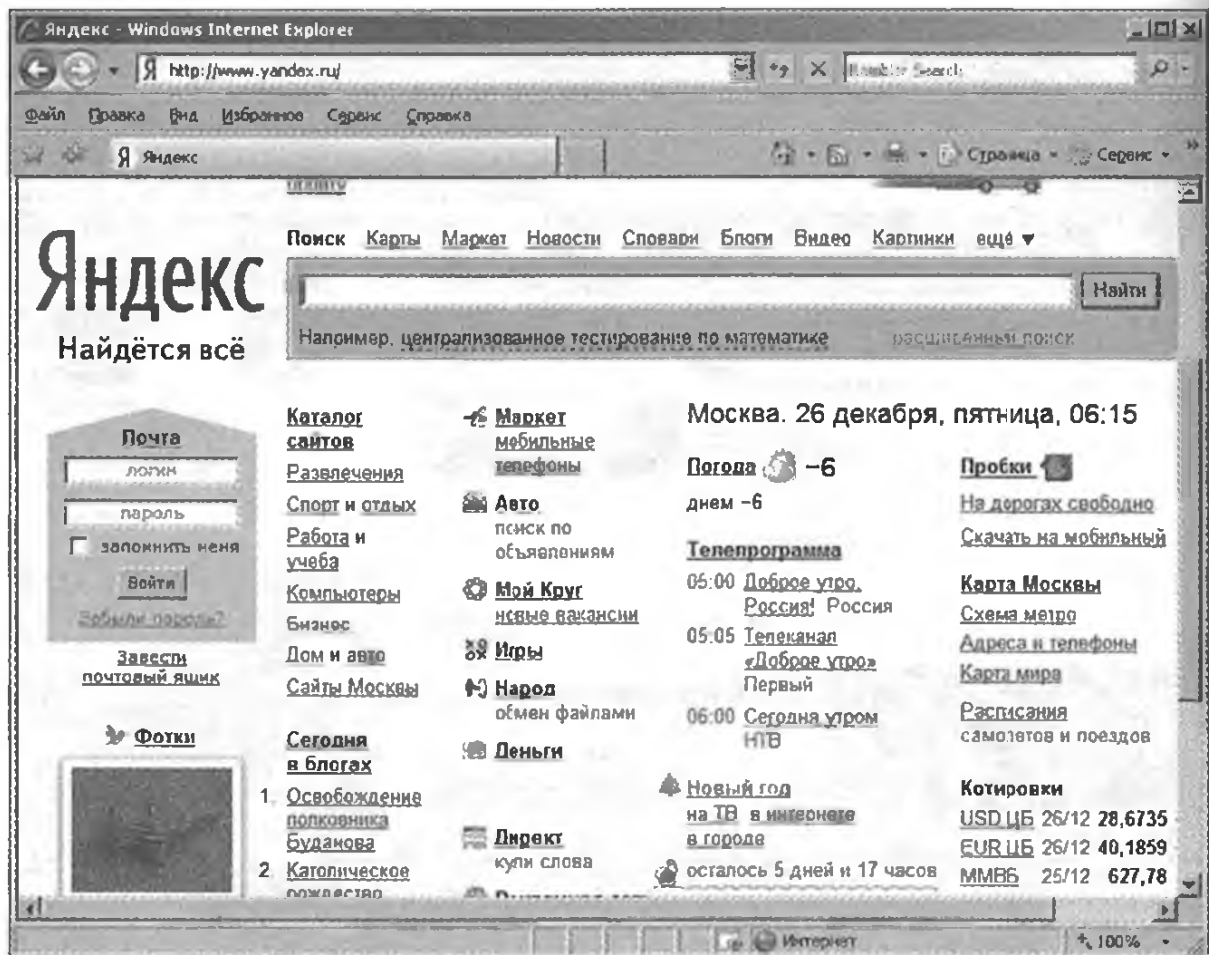 Яндекс - Windows Internet Explorer
http://www.yandex.ru/
Search
Файл Правка Вид Избранное Сервис Справка
Яндекс
Страница Сервис
Поиск Карты Маркет Новости Словари Блоги Видео Картинки ещё ▼
Яндекс
Найдётся всё
Найти
Например, централизованное тестирование по математике расширенный поиск
Москва. 26 декабря, пятница, 06:15
Почта
логин
пароль
запомнить меня
Войти
Забыли пароль?
Завести
почтовый ящик
Фотки
Каталог
сайтов
Развлечения
Спорт и отдых
Работа и
учеба
Компьютеры
Бизнес
Дом и авто
Сайты Москвы
Сегодня
в блогах
1. Освобождение
полковника
Буданова
2. Католическое
рождество
Маркет
мобильные
телефоны
Авто
поиск по
объявлениям
Мой Круг
новые вакансии
Игры
Народ
обмен файлами
Деньги
Директ
купи слова
Погода −6
днем −6
Телепрограмма
05:00 Доброе утро,
Россия! Россия
05:05 Телеканал
«Доброе утро»
Первый
06:00 Сегодня утром
НТВ
Новый год
на ТВ в интернете
в городе
осталось 5 дней и 17 часов
Пробки
На дорогах свободно
Скачать на мобильный
Карта Москвы
Схема метро
Адреса и телефоны
Карта мира
Расписания
самолетов и поездов
Котировки
USD ЦБ 26/12 28,6735
EUR ЦБ 26/12 40,1859
ММВБ 25/12 627,78
Интернет
100%